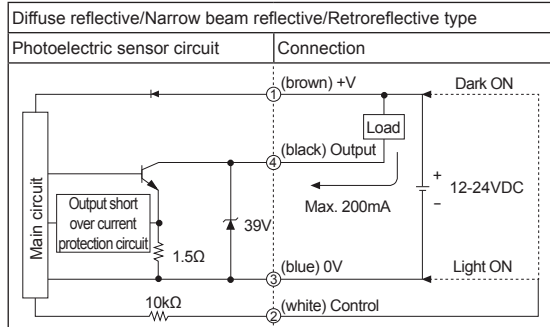 Diffuse reflective/Narrow beam reflective/Retroreflective type
Photoelectric sensor circuit
Connection
① (brown) +V
Dark ON
Load
④ (black) Output
Main circuit
+
12-24VDC
−
Max. 200mA
Output short
over current
protection circuit
39V
1.5Ω
③ (blue) 0V
Light ON
10kΩ
② (white) Control